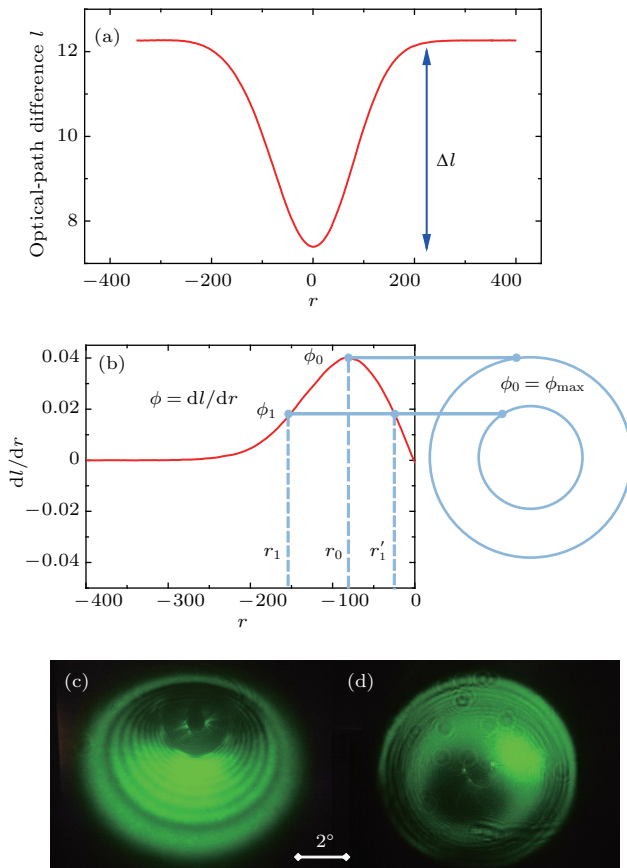 (a)
Optical-path difference l
12
10
8
Δl
−400
−200
0
200
400
r
(b)
0.04
0.02
0
−0.02
−0.04
dl/dr
ϕ = dl/dr
ϕ₀
ϕ₁
ϕ₀ = ϕmax
r₁
r₀
r₁′
−400
−300
−200
−100
0
r
(c)
(d)
2°